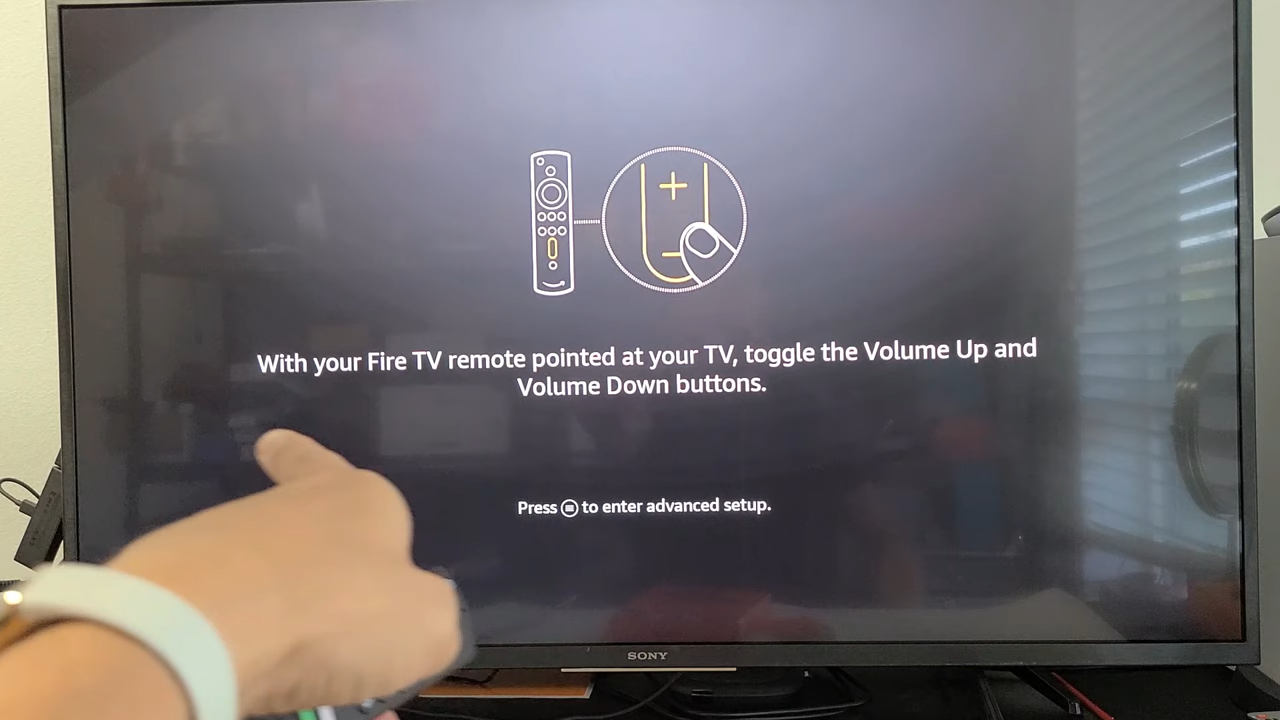 With your Fire TV remote pointed at your TV, toggle the Volume Up and
Volume Down buttons.
Press to enter advanced setup.
SONY